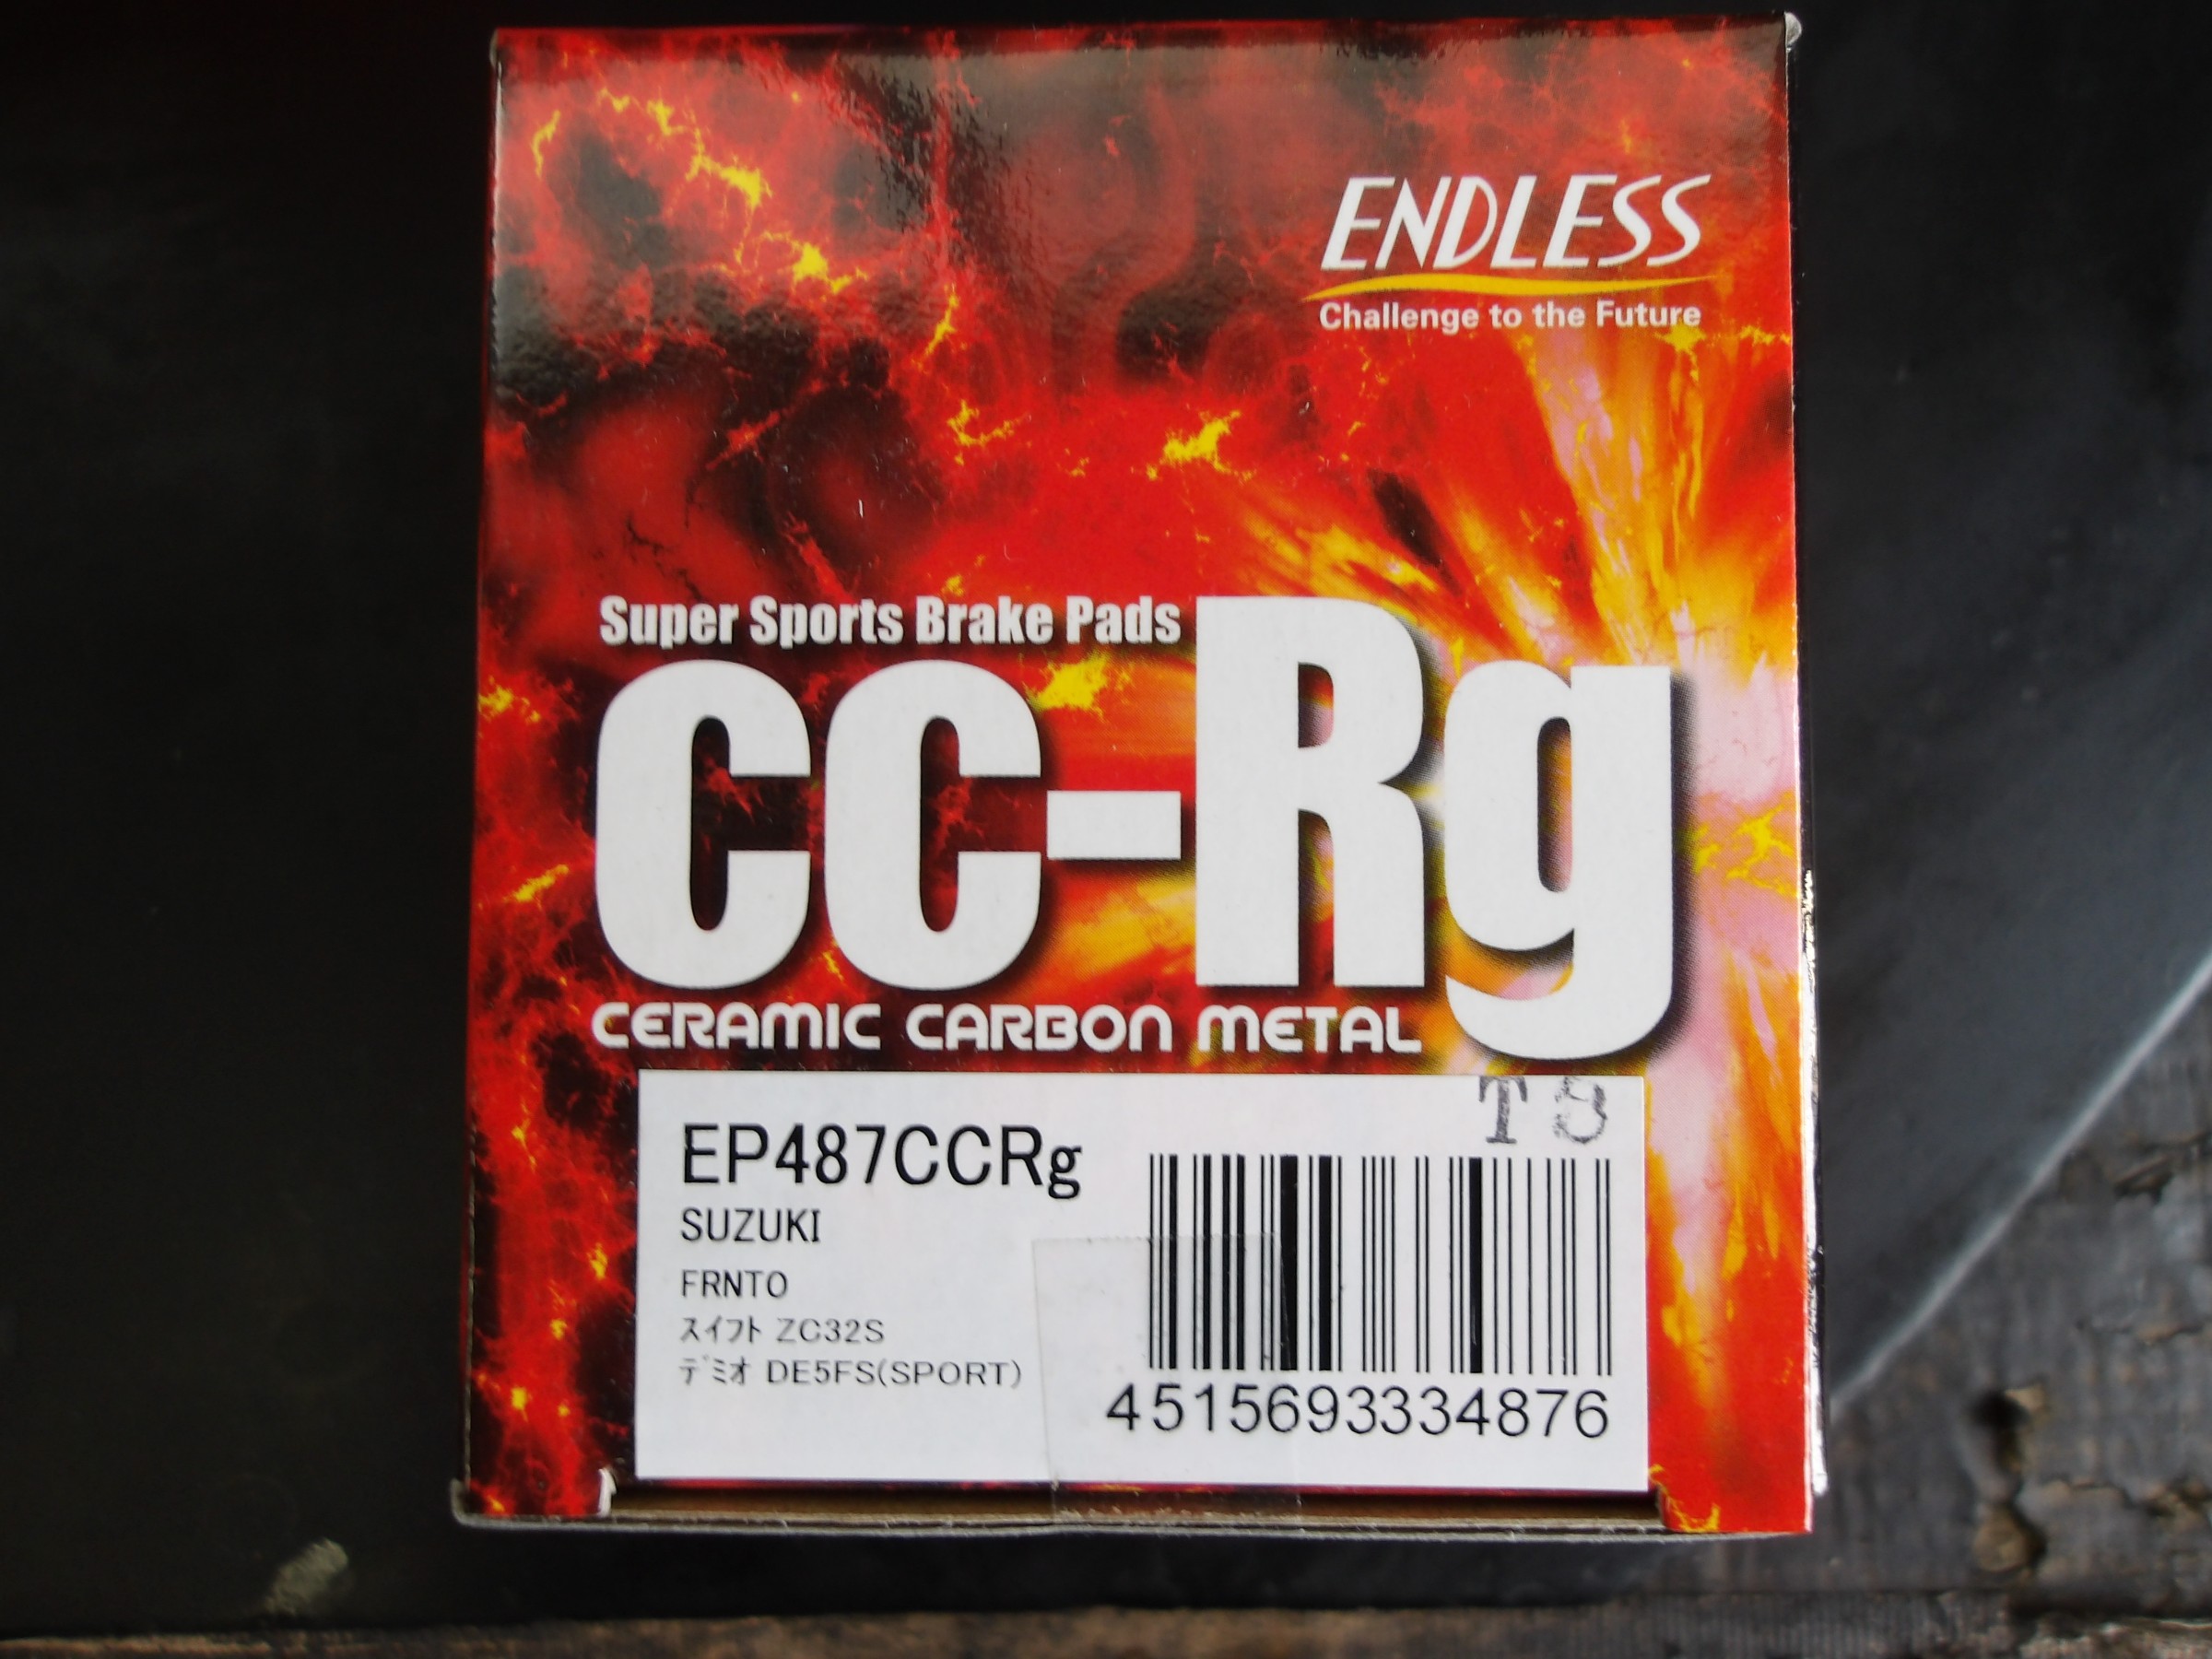 ENDLESS
Challenge to the Future
Super Sports Brake Pads
cc-Rg
CERAMIC CARBON METAL
T S
EP487CCRg
SUZUKI
FRNTO
ｽｲﾌﾄ ZC32S
ﾃﾞﾐｵ DE5FS(SPORT)
4515693334876